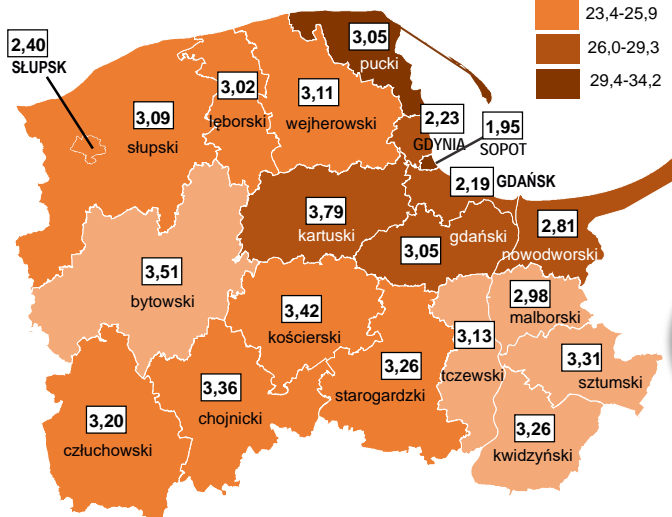 23,4-25,9
26,0-29,3
29,4-34,2
2,40
SŁUPSK
3,05
pucki
3,02
lęborski
3,11
wejherowski
3,09
słupski
2,23
GDYNIA
1,95
SOPOT
2,19 GDAŃSK
3,79
kartuski
3,05
gdański
2,81
nowodworski
3,51
bytowski
3,42
kościerski
2,98
malborski
3,13
tczewski
3,31
sztumski
3,26
starogardzki
3,36
chojnicki
3,20
człuchowski
3,26
kwidzyński